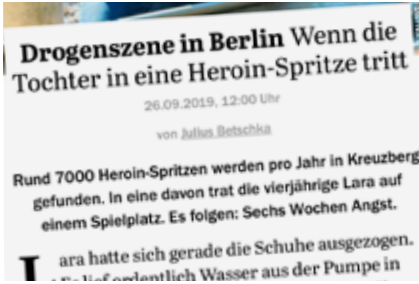 Drogenszene in Berlin Wenn die
Tochter in eine Heroin-Spritze tritt
26.09.2019, 12:00 Uhr
von Julius Betschka
Rund 7000 Heroin-Spritzen werden pro Jahr in Kreuzberg
gefunden. In eine davon trat die vierjährige Lara auf
einem Spielplatz. Es folgen: Sechs Wochen Angst.
Lara hatte sich gerade die Schuhe ausgezogen.
Es lief ordentlich Wasser aus der Pumpe in